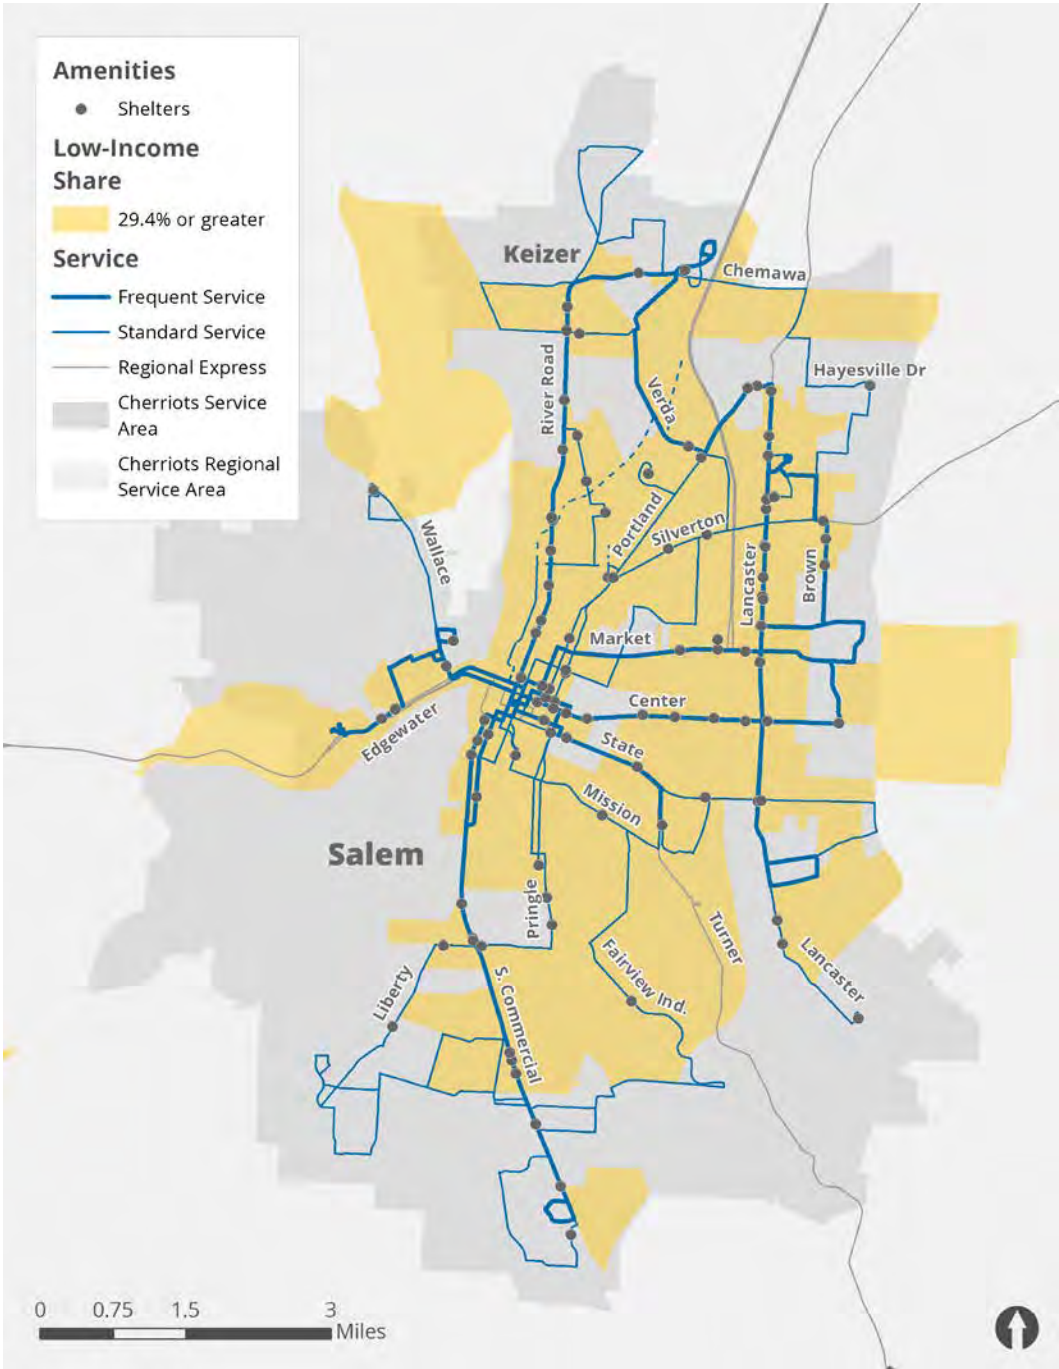 Amenities
Shelters
Low-Income
Share
29.4% or greater
Service
Frequent Service
Standard Service
Regional Express
Cherriots Service
Area
Cherriots Regional
Service Area
Keizer
Chemawa
Hayesville Dr
River Road
Verda
Portland
Silverton
Wallace
Lancaster
Brown
Market
Center
Edgewater
State
Mission
Salem
Pringle
Turner
Lancaster
Liberty
S. Commercial
Fairview Ind.
0 0.75 1.5 3
Miles